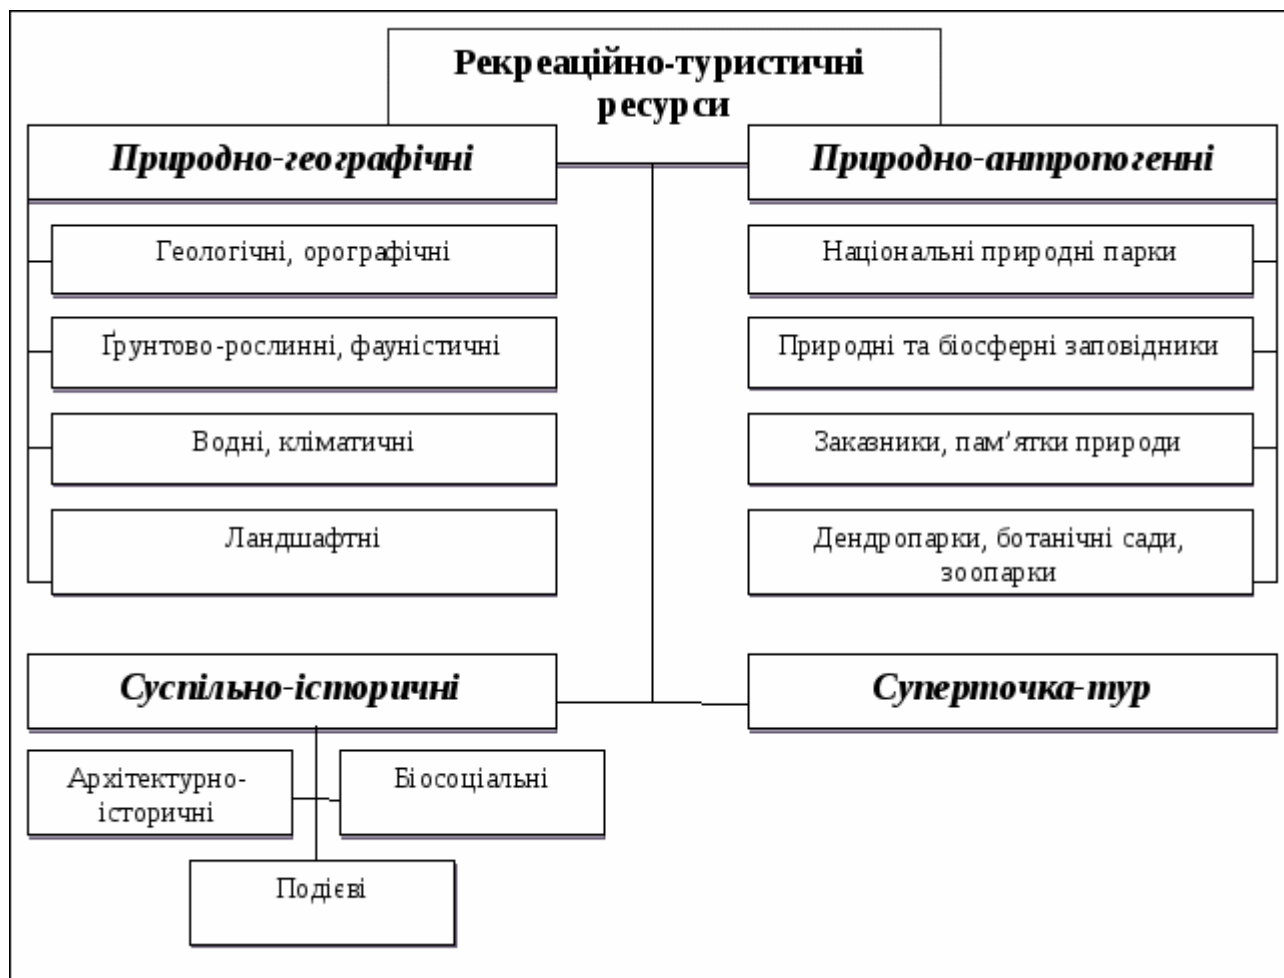 Рекреаційно-туристичні
ресурси
Природно-географічні
Природно-антропогенні
Геологічні, орографічні
Національні природні парки
Ґрунтово-рослинні, фауністичні
Природні та біосферні заповідники
Водні, кліматичні
Заказники, пам’ятки природи
Ландшафтні
Дендропарки, ботанічні сади,
зоопарки
Суспільно-історичні
Суперточка-тур
Архітектурно-
історичні
Біосоціальні
Подієві